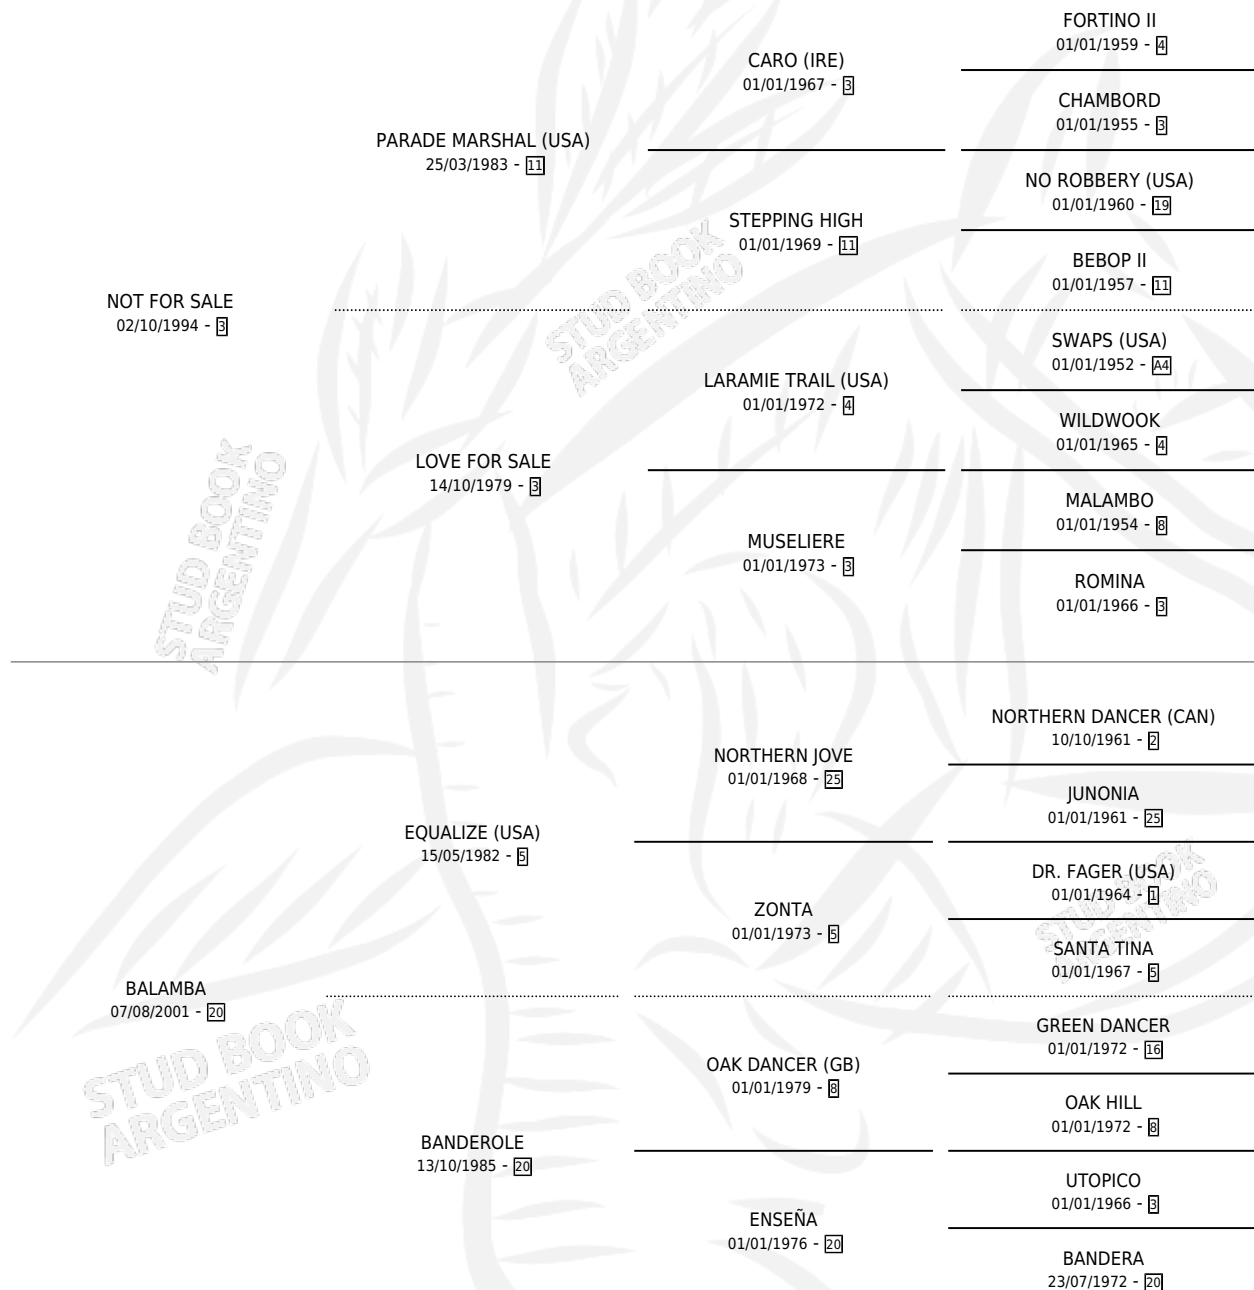 FORTINO II
01/01/1959 - 4
CARO (IRE)
01/01/1967 - 3
CHAMBORD
01/01/1955 - 3
PARADE MARSHAL (USA)
25/03/1983 - 11
NO ROBBERY (USA)
01/01/1960 - 19
STEPPING HIGH
01/01/1969 - 11
BEBOP II
01/01/1957 - 11
NOT FOR SALE
02/10/1994 - 3
STUD BOOK
ARGENTINO
SWAPS (USA)
01/01/1952 - A4
LARAMIE TRAIL (USA)
01/01/1972 - 4
WILDWOOK
01/01/1965 - 4
LOVE FOR SALE
14/10/1979 - 3
MALAMBO
01/01/1954 - 8
MUSELIERE
01/01/1973 - 3
ROMINA
01/01/1966 - 3
STUD BOOK
ARGENTINO
NORTHERN DANCER (CAN)
10/10/1961 - 2
NORTHERN JOVE
01/01/1968 - 25
JUNONIA
01/01/1961 - 25
EQUALIZE (USA)
15/05/1982 - 5
DR. FAGER (USA)
01/01/1964 - 1
ZONTA
01/01/1973 - 5
STUD BOOK
ARGENTINO
SANTA TINA
01/01/1967 - 5
BALAMBA
07/08/2001 - 20
GREEN DANCER
01/01/1972 - 16
OAK DANCER (GB)
01/01/1979 - 8
STUD BOOK
ARGENTINO
OAK HILL
01/01/1972 - 8
BANDEROLE
13/10/1985 - 20
UTOPICO
01/01/1966 - 3
ENSEÑA
01/01/1976 - 20
BANDERA
23/07/1972 - 20